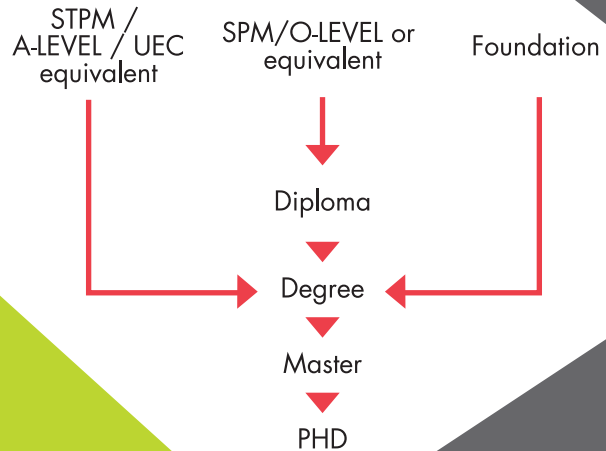 STPM /
A-LEVEL / UEC
equivalent
SPM/O-LEVEL or
equivalent
Foundation
Diploma
Degree
Master
PHD